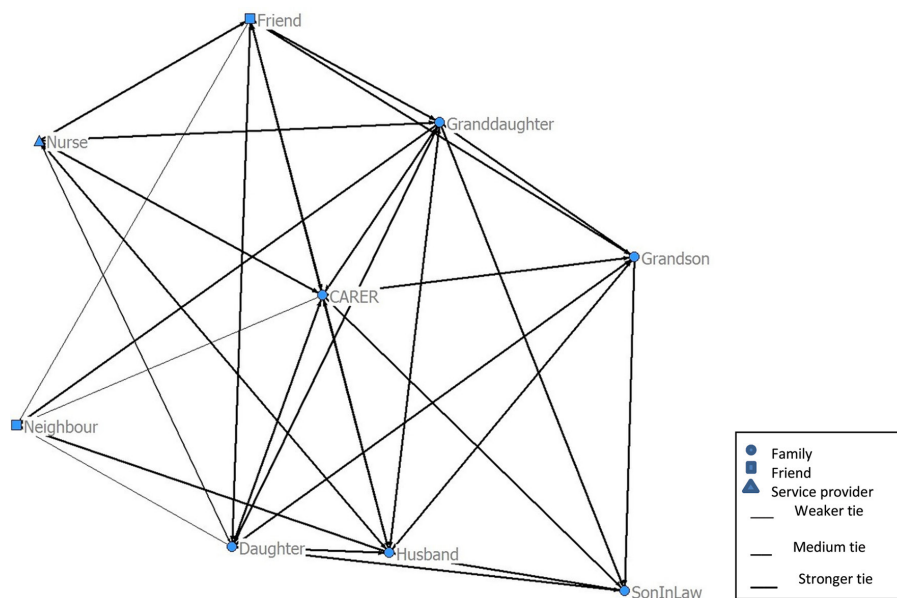 Friend
Granddaughter
Nurse
Grandson
CARER
Neighbour
Daughter
Husband
SonInLaw
Family
Friend
Service provider
Weaker tie
Medium tie
Stronger tie